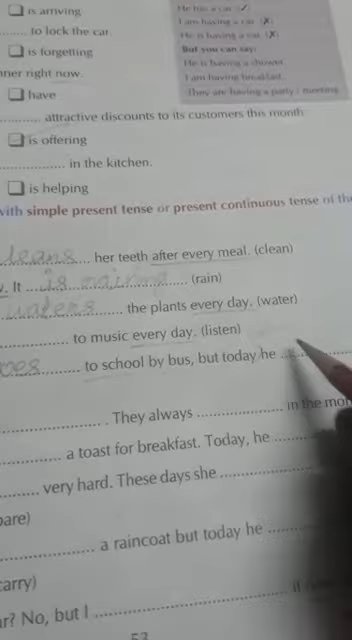 He has a car. (✓)
☐ is arriving
I am having a car. (✗)
........ to lock the car.
He is having a car. (✗)
But you can say:
☐ is forgetting
He is having a shower.
right now.
I am having breakfast.
☐ have
They are having a party / meeting.
........... attractive discounts to its customers this month.
☐ is offering
................ in the kitchen.
☐ is helping
with simple present tense or present continuous tense of the
cleans ... her teeth after every meal. (clean)
. It ... is raining ... (rain)
waters ... the plants every day. (water)
................ to music every day. (listen)
oes ......... to school by bus, but today he ...............
......................... . They always ..................... in the
............... a toast for breakfast. Today, he ............
......... very hard. These days she .....................
........................ a raincoat but today he ............
? No, but I ....................................
53